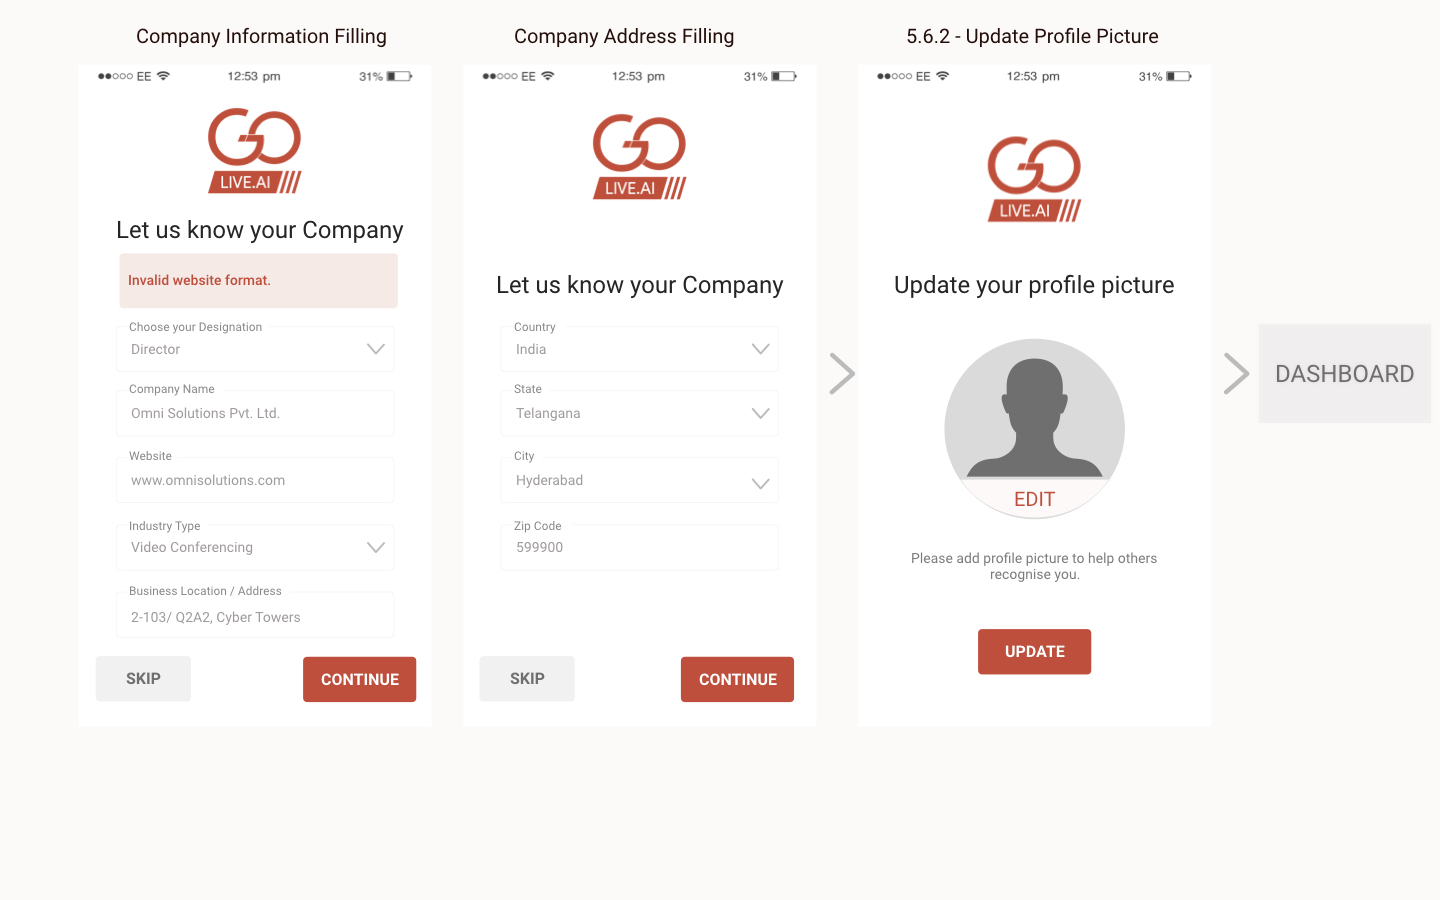 Company Information Filling
EE 12:53 pm 31%
GO
LIVE.AI
Let us know your Company
Invalid website format.
Choose your Designation
Director
Company Name
Omni Solutions Pvt. Ltd.
Website
www.omnisolutions.com
Industry Type
Video Conferencing
Business Location / Address
2-103/ Q2A2, Cyber Towers
SKIP
CONTINUE
Company Address Filling
EE 12:53 pm 31%
GO
LIVE.AI
Let us know your Company
Country
India
State
Telangana
City
Hyderabad
Zip Code
599900
SKIP
CONTINUE
5.6.2 - Update Profile Picture
EE 12:53 pm 31%
GO
LIVE.AI
Update your profile picture
EDIT
Please add profile picture to help others
recognise you.
UPDATE
DASHBOARD